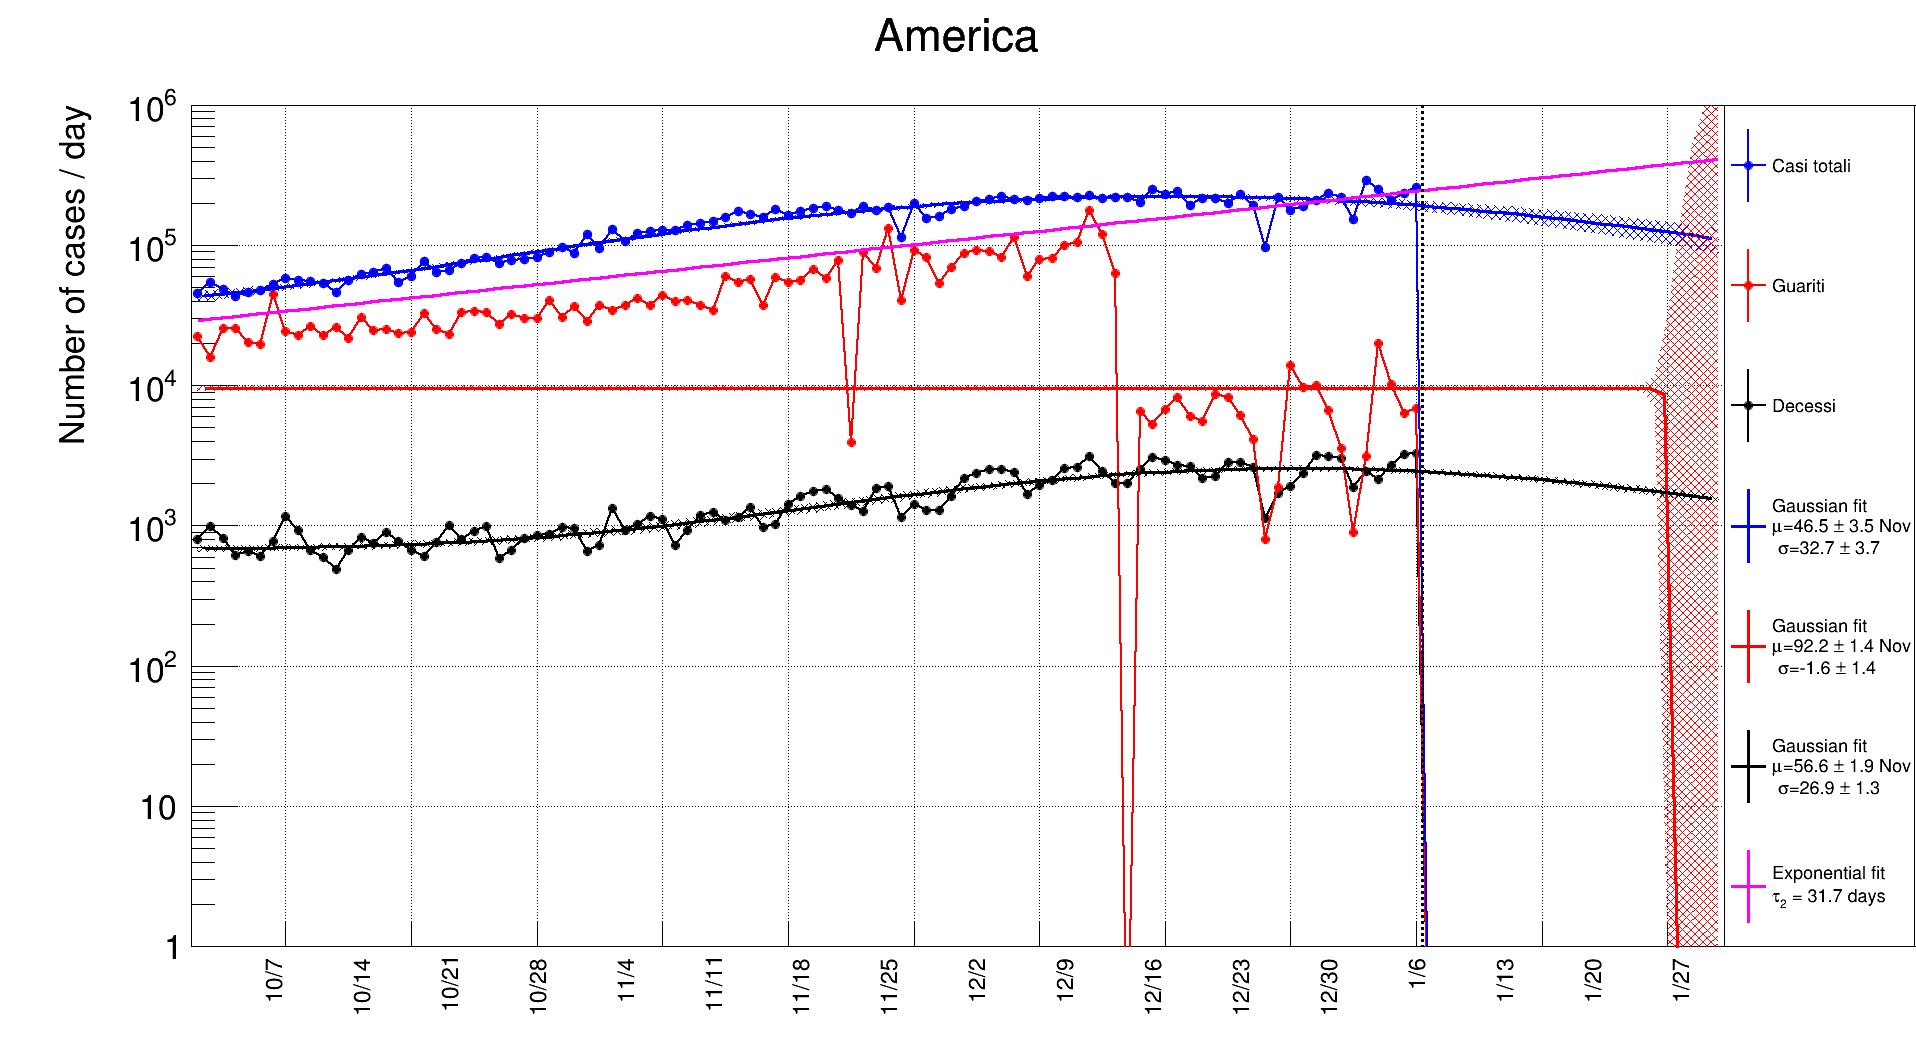 America
Number of cases / day
10^6
10^5
10^4
10^3
10^2
10
1
10/7
10/14
10/21
10/28
11/4
11/11
11/18
11/25
12/2
12/9
12/16
12/23
12/30
1/6
1/13
1/20
1/27
Casi totali
Guariti
Decessi
Gaussian fit
μ=46.5 ± 3.5 Nov
σ=32.7 ± 3.7
Gaussian fit
μ=92.2 ± 1.4 Nov
σ=-1.6 ± 1.4
Gaussian fit
μ=56.6 ± 1.9 Nov
σ=26.9 ± 1.3
Exponential fit
τ₂ = 31.7 days